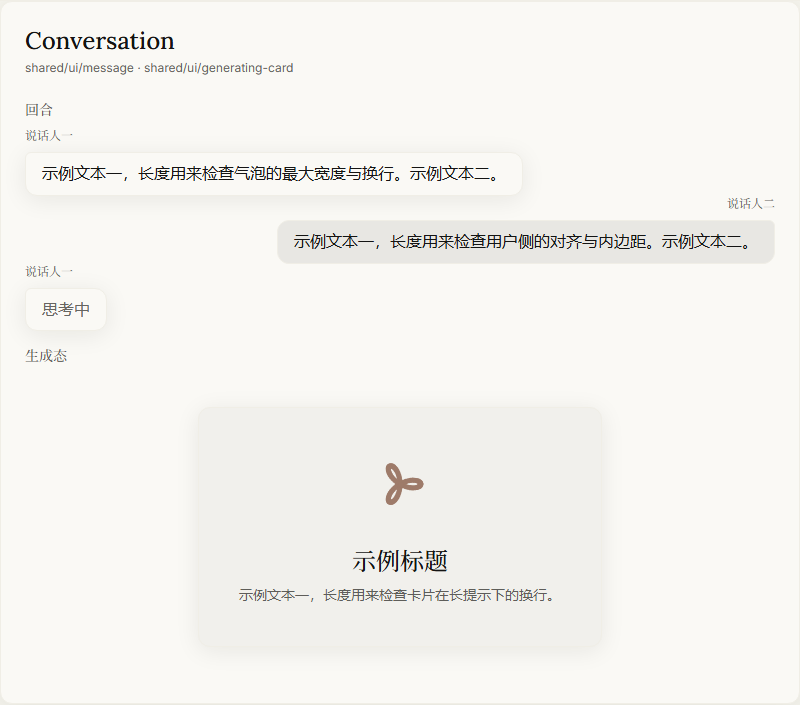 Conversation
shared/ui/message · shared/ui/generating-card
回合
说话人一
示例文本一，长度用来检查气泡的最大宽度与换行。示例文本二。
说话人二
示例文本一，长度用来检查用户侧的对齐与内边距。示例文本二。
说话人一
思考中
生成态
示例标题
示例文本一，长度用来检查卡片在长提示下的换行。